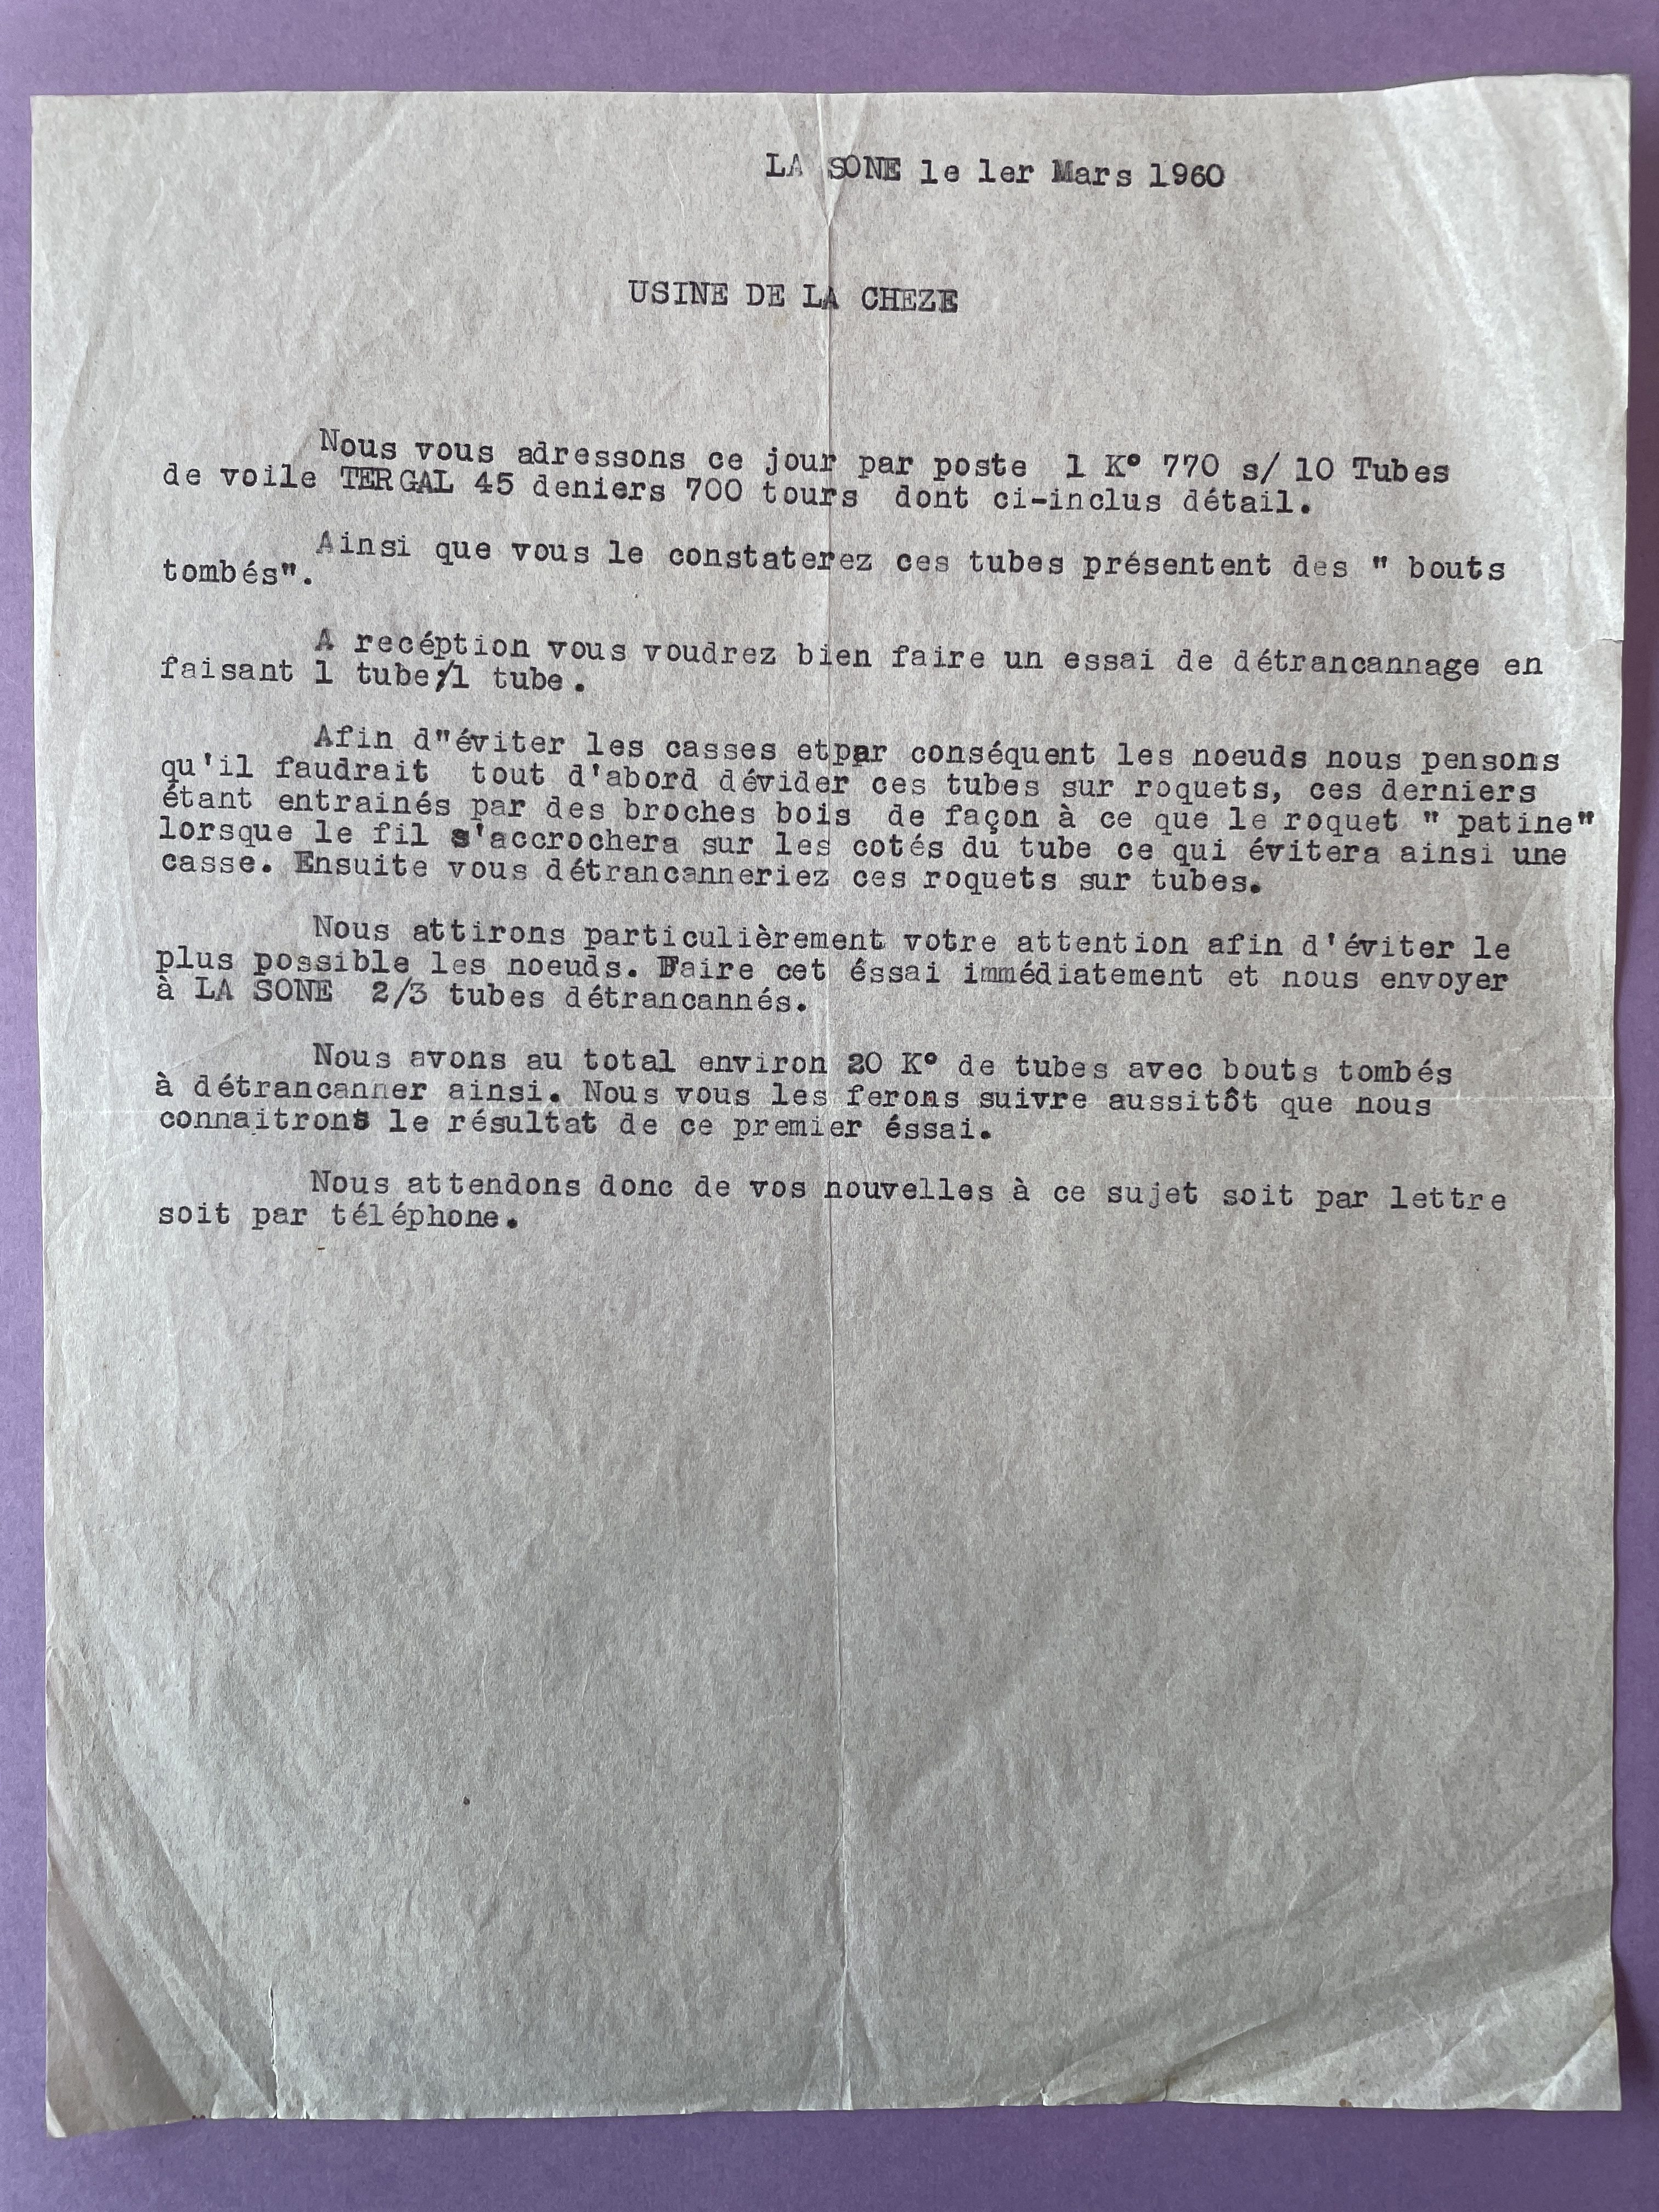 LA SONE le 1er Mars 1960
USINE DE LA CHEZE
Nous vous adressons ce jour par poste 1 K° 770 s/ 10 Tubes
de voile TERGAL 45 deniers 700 tours dont ci-inclus détail.
Ainsi que vous le constaterez ces tubes présentent des " bouts
tombés".
A recéption vous voudrez bien faire un essai de détrancannage en
faisant 1 tube/1 tube.
Afin d"éviter les casses etpar conséquent les noeuds nous pensons
qu'il faudrait tout d'abord dévider ces tubes sur roquets, ces derniers
étant entrainés par des broches bois de façon à ce que le roquet " patine"
lorsque le fil s'accrochera sur les cotés du tube ce qui évitera ainsi une
casse. Ensuite vous détrancanneriez ces roquets sur tubes.
Nous attirons particulièrement votre attention afin d'éviter le
plus possible les noeuds. Faire cet éssai immédiatement et nous envoyer
à LA SONE 2/3 tubes détrancannés.
Nous avons au total environ 20 K° de tubes avec bouts tombés
à détrancanner ainsi. Nous vous les ferons suivre aussitôt que nous
connaitrons le résultat de ce premier éssai.
Nous attendons donc de vos nouvelles à ce sujet soit par lettre
soit par téléphone.